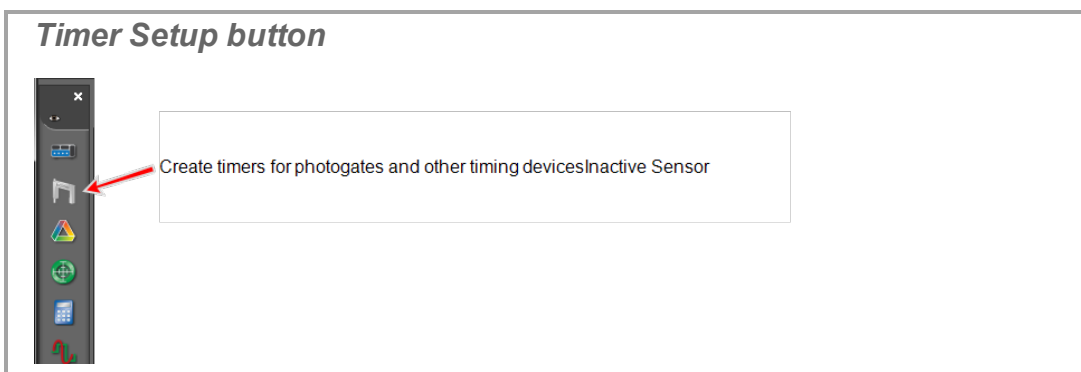 Timer Setup button
Create timers for photogates and other timing devicesInactive Sensor